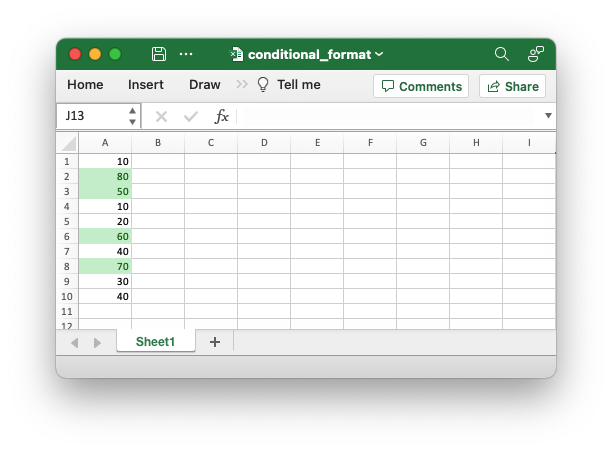 conditional_format
Home Insert Draw Tell me Comments Share
J13 fx
A B C D E F G H I
1 10
2 80
3 50
4 10
5 20
6 60
7 40
8 70
9 30
10 40
11
12
Sheet1 +